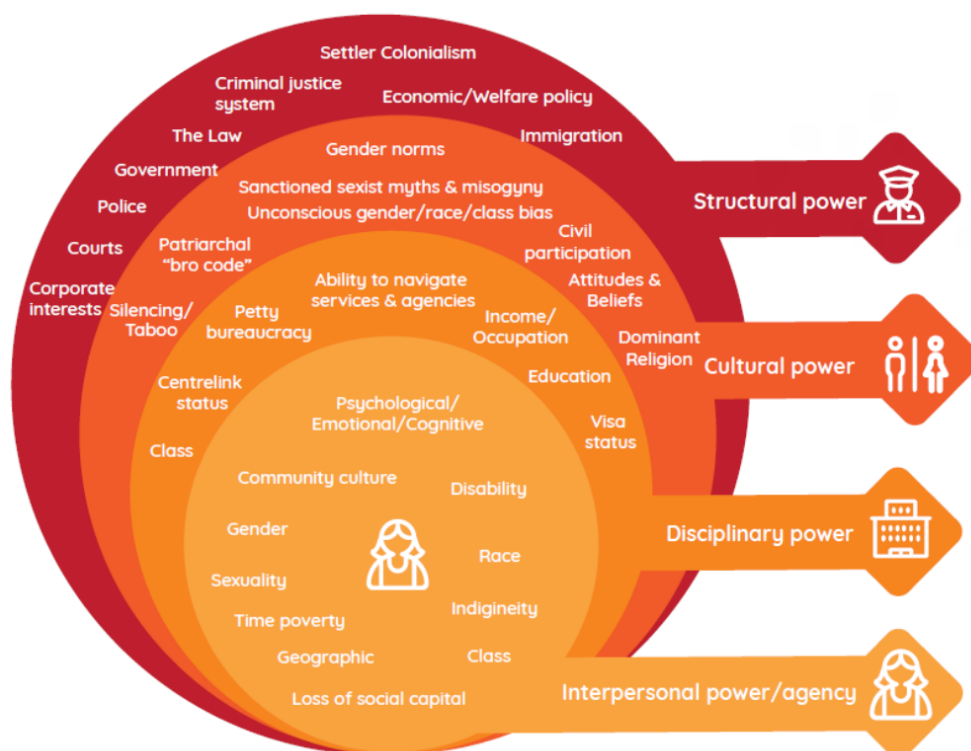 Settler Colonialism
Criminal justice
system
Economic/Welfare policy
The Law
Immigration
Government
Police
Courts
Corporate
interests
Structural power
Gender norms
Sanctioned sexist myths & misogyny
Unconscious gender/race/class bias
Patriarchal
"bro code"
Civil
participation
Silencing/
Taboo
Attitudes &
Beliefs
Dominant
Religion
Cultural power
Ability to navigate
services & agencies
Petty
bureaucracy
Income/
Occupation
Centrelink
status
Education
Class
Visa
status
Disciplinary power
Psychological/
Emotional/Cognitive
Community culture
Disability
Gender
Race
Sexuality
Indigineity
Time poverty
Geographic
Class
Loss of social capital
Interpersonal power/agency